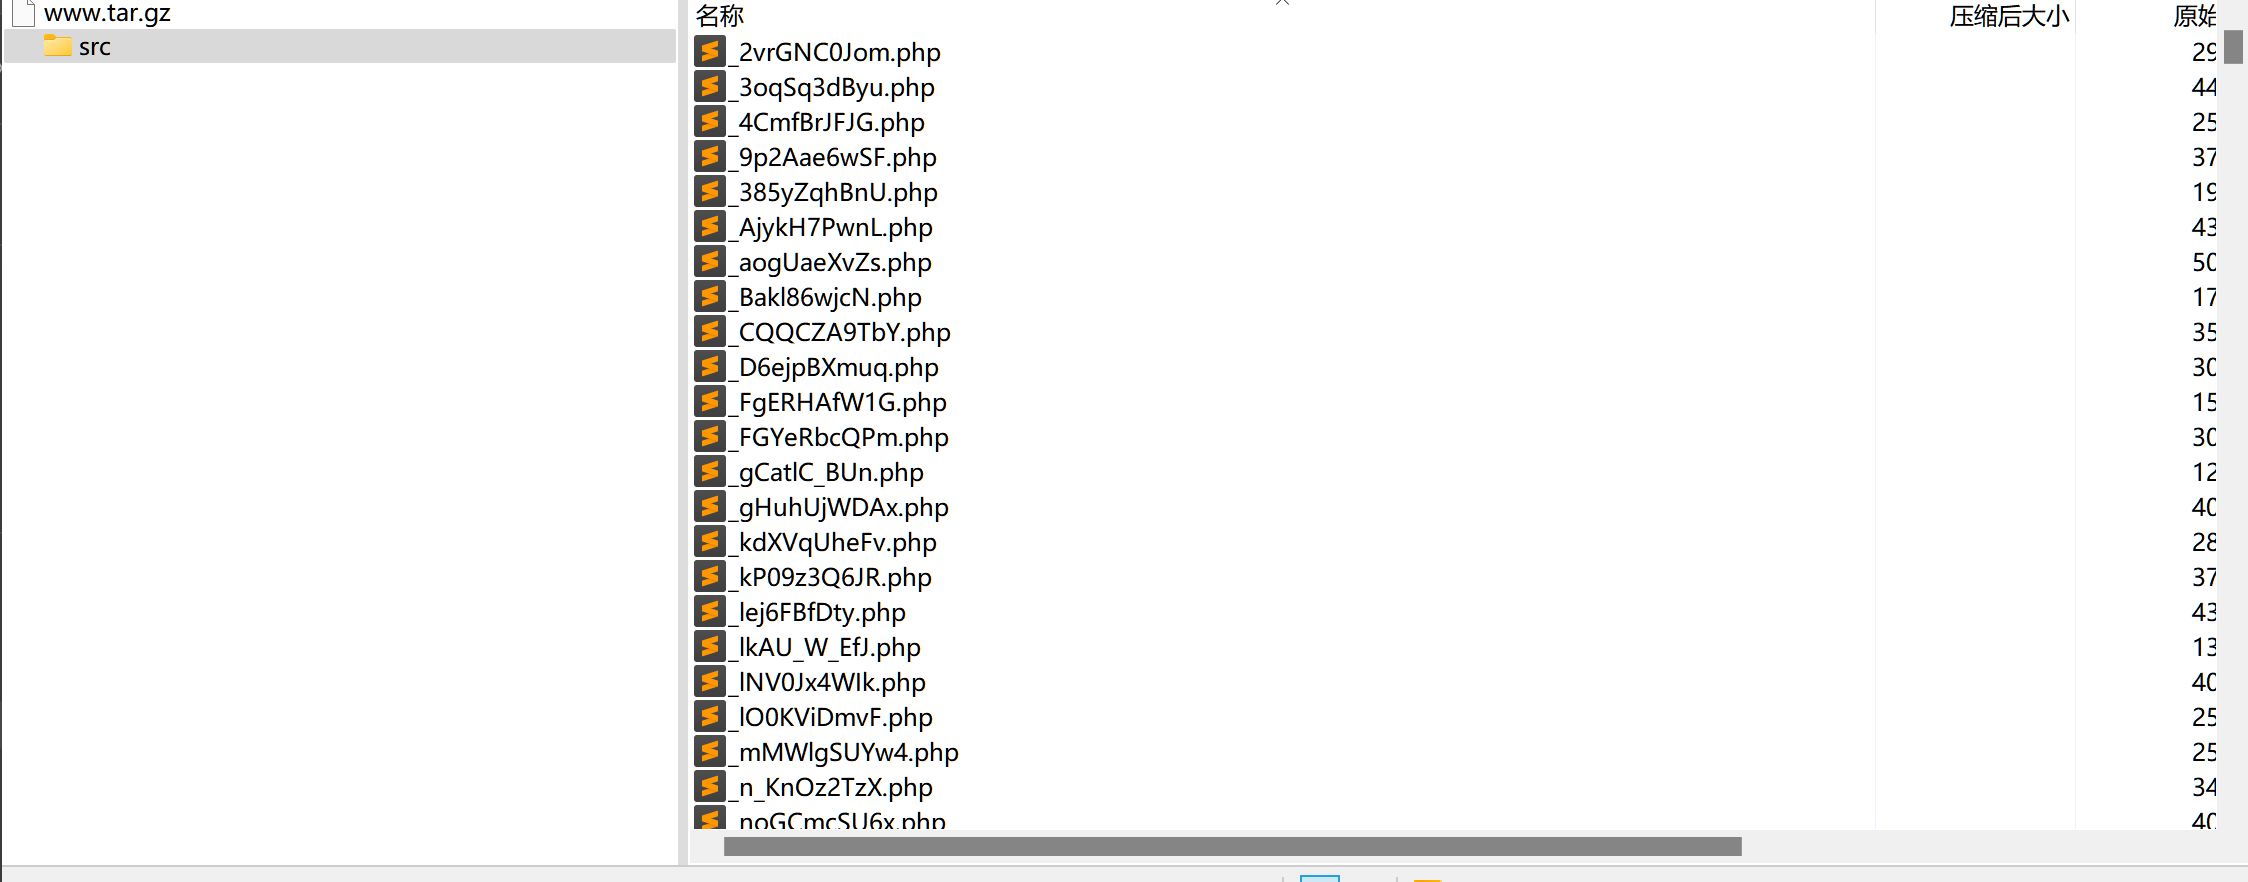 www.tar.gz
src
名称 压缩后大小 原始
_2vrGNC0Jom.php 29
_3oqSq3dByu.php 44
_4CmfBrJFJG.php 25
_9p2Aae6wSF.php 37
_385yZqhBnU.php 19
_AjykH7PwnL.php 43
_aogUaeXvZs.php 50
_Bakl86wjcN.php 17
_CQQCZA9TbY.php 35
_D6ejpBXmuq.php 30
_FgERHAfW1G.php 15
_FGYeRbcQPm.php 30
_gCatlC_BUn.php 12
_gHuhUjWDAx.php 40
_kdXVqUheFv.php 28
_kP09z3Q6JR.php 37
_lej6FBfDty.php 43
_lkAU_W_EfJ.php 13
_lNV0Jx4WIk.php 40
_lO0KViDmvF.php 25
_mMWlgSUYw4.php 25
_n_KnOz2TzX.php 34
_noGCmcSU6x.php 40